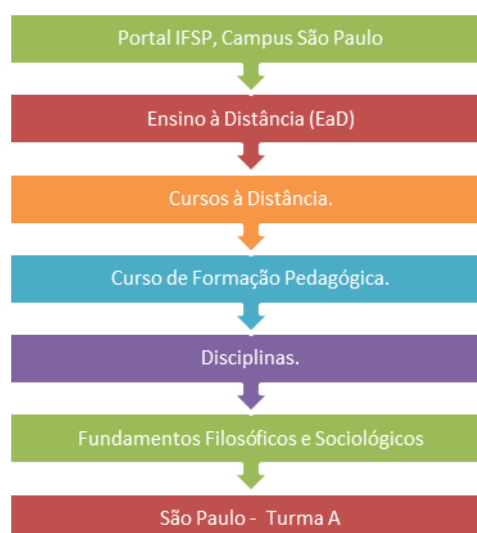 Portal IFSP, Campus São Paulo
Ensino à Distância (EaD)
Cursos à Distância.
Curso de Formação Pedagógica.
Disciplinas.
Fundamentos Filosóficos e Sociológicos
São Paulo - Turma A